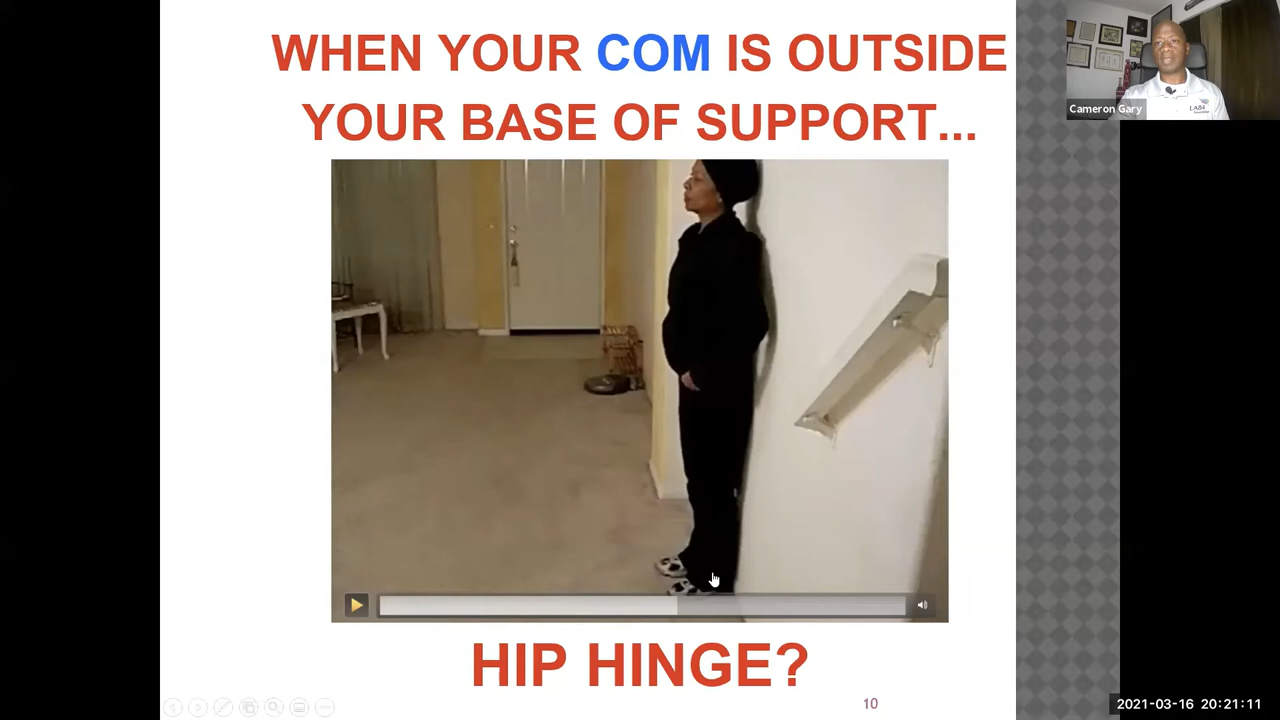 WHEN YOUR COM IS OUTSIDE
YOUR BASE OF SUPPORT...
Cameron Gary
LAB4
HIP HINGE?
10
2021-03-16 20:21:11